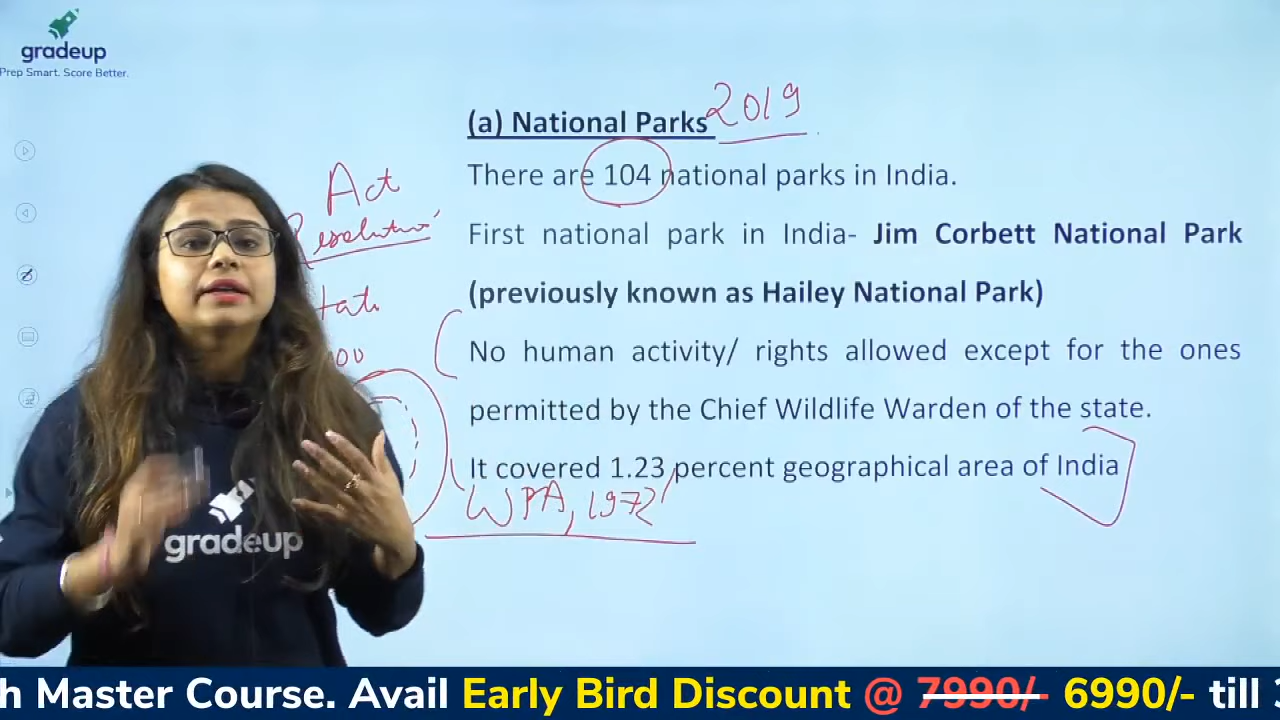 gradeup
Prep Smart. Score Better.
(a) National Parks 2019
There are 104 national parks in India.
Act
First national park in India- Jim Corbett National Park
(previously known as Hailey National Park)
No human activity/ rights allowed except for the ones
permitted by the Chief Wildlife Warden of the state.
It covered 1.23 percent geographical area of India
WPA, 1972
gradeup
Master Course. Avail Early Bird Discount @ 7990/- 6990/- till